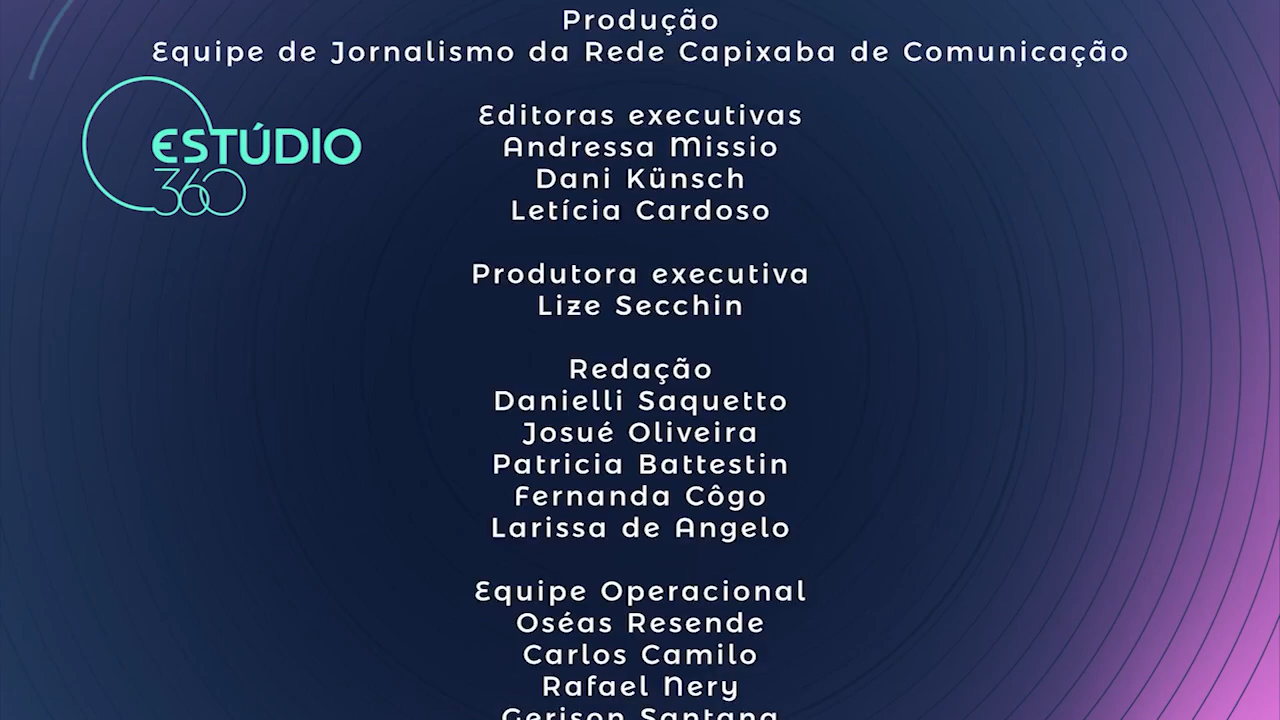 Produção
Equipe de Jornalismo da Rede Capixaba de Comunicação
ESTÚDIO
360
Editoras executivas
Andressa Missio
Dani Künsch
Letícia Cardoso
Produtora executiva
Lize Secchin
Redação
Danielli Saquetto
Josué Oliveira
Patricia Battestin
Fernanda Côgo
Larissa de Angelo
Equipe Operacional
Oséas Resende
Carlos Camilo
Rafael Nery
Gerison Santana